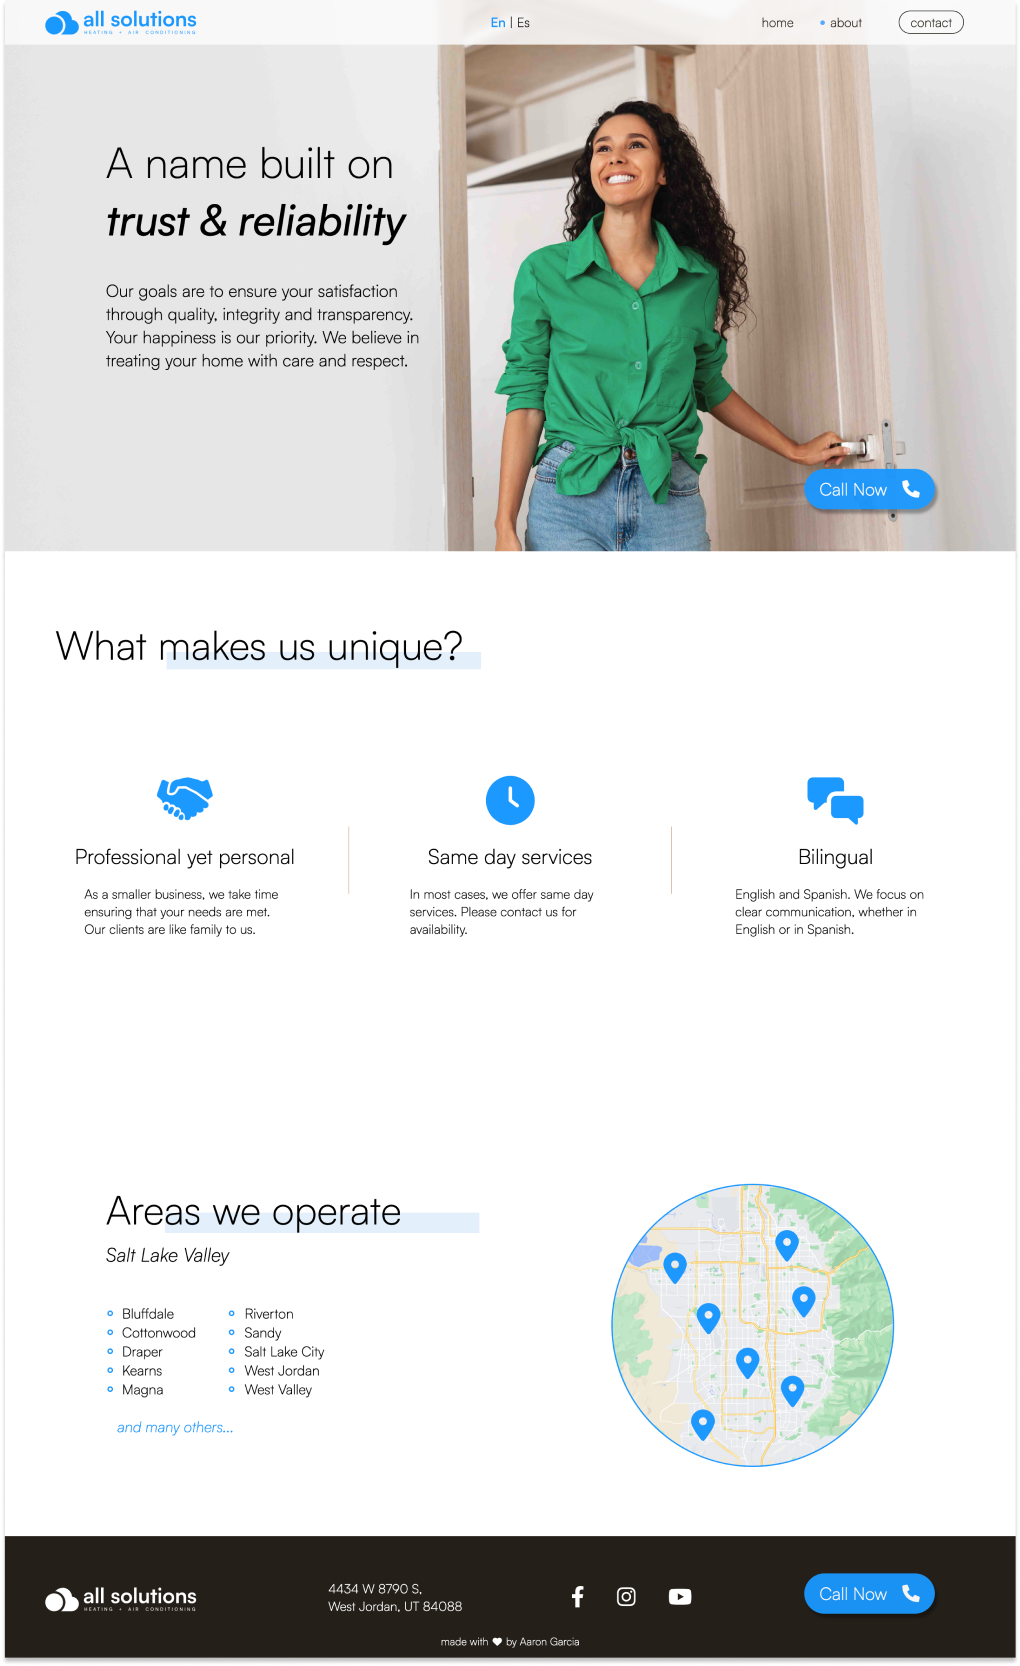 all solutions
HEATING + AIR CONDITIONING
En | Es
home
about
contact
A name built on
trust & reliability
Our goals are to ensure your satisfaction
through quality, integrity and transparency.
Your happiness is our priority. We believe in
treating your home with care and respect.
Call Now
What makes us unique?
Professional yet personal
As a smaller business, we take time
ensuring that your needs are met.
Our clients are like family to us.
Same day services
In most cases, we offer same day
services. Please contact us for
availability.
Bilingual
English and Spanish. We focus on
clear communication, whether in
English or in Spanish.
Areas we operate
Salt Lake Valley
Bluffdale
Cottonwood
Draper
Kearns
Magna
Riverton
Sandy
Salt Lake City
West Jordan
West Valley
and many others...
all solutions
HEATING + AIR CONDITIONING
4434 W 8790 S,
West Jordan, UT 84088
Call Now
made with by Aaron Garcia